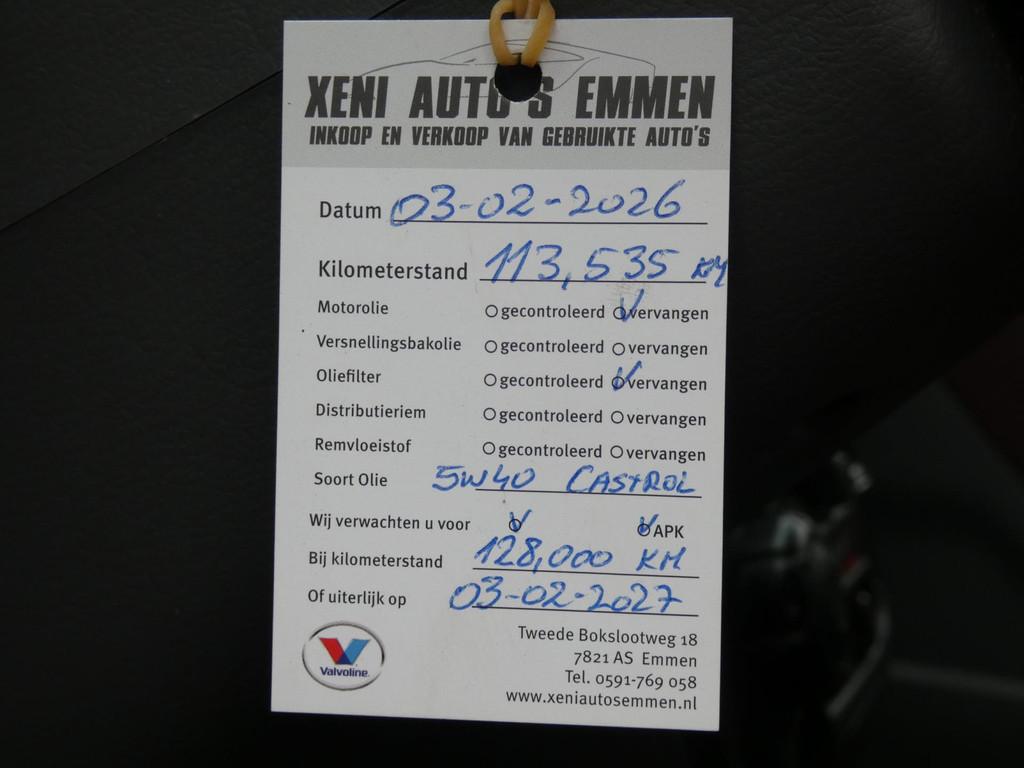 XENI AUTO'S EMMEN
INKOOP EN VERKOOP VAN GEBRUIKTE AUTO'S
Datum 03-02-2026
Kilometerstand 113,535 KM
Motorolie gecontroleerd vervangen
Versnellingsbakolie gecontroleerd vervangen
Oliefilter gecontroleerd vervangen
Distributieriem gecontroleerd vervangen
Remvloeistof gecontroleerd vervangen
Soort Olie 5W40 CASTROL
Wij verwachten u voor APK
Bij kilometerstand 128,000 KM
Of uiterlijk op 03-02-2027
Valvoline
Tweede Bokslootweg 18
7821 AS Emmen
Tel. 0591-769 058
www.xeniautosemmen.nl